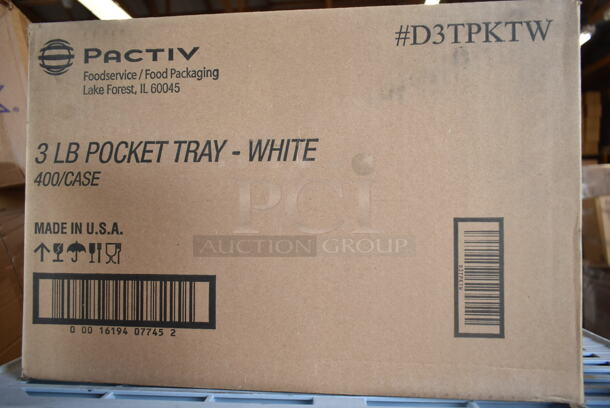 PACTIV
Foodservice / Food Packaging
Lake Forest, IL 60045
#D3TPKTW
3 LB POCKET TRAY - WHITE
400/CASE
PCi
AUCTION GROUP
MADE IN U.S.A.
0 00 16194 07745 2